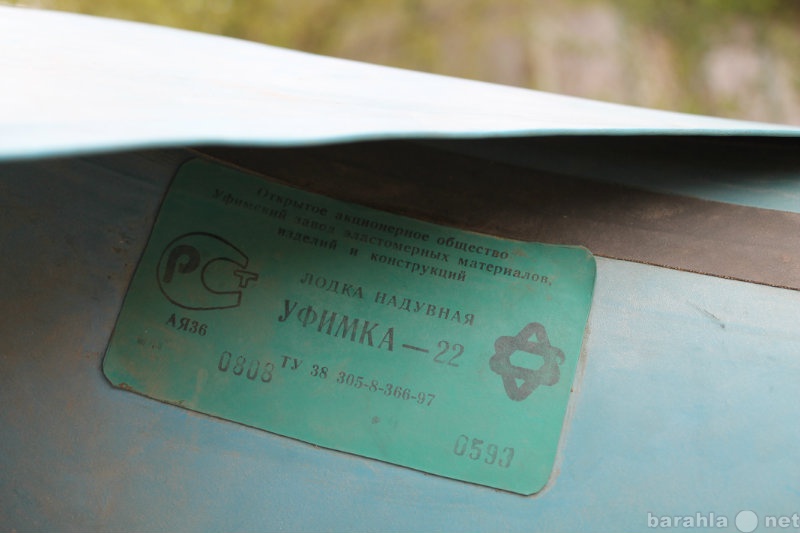 Открытое акционерное общество
Уфимский завод эластомерных материалов,
изделий и конструкций
РСТ
ЛОДКА НАДУВНАЯ
АЯ36
УФИМКА—22
0808
ТУ 38 305-8-366-97
0593
barahla net